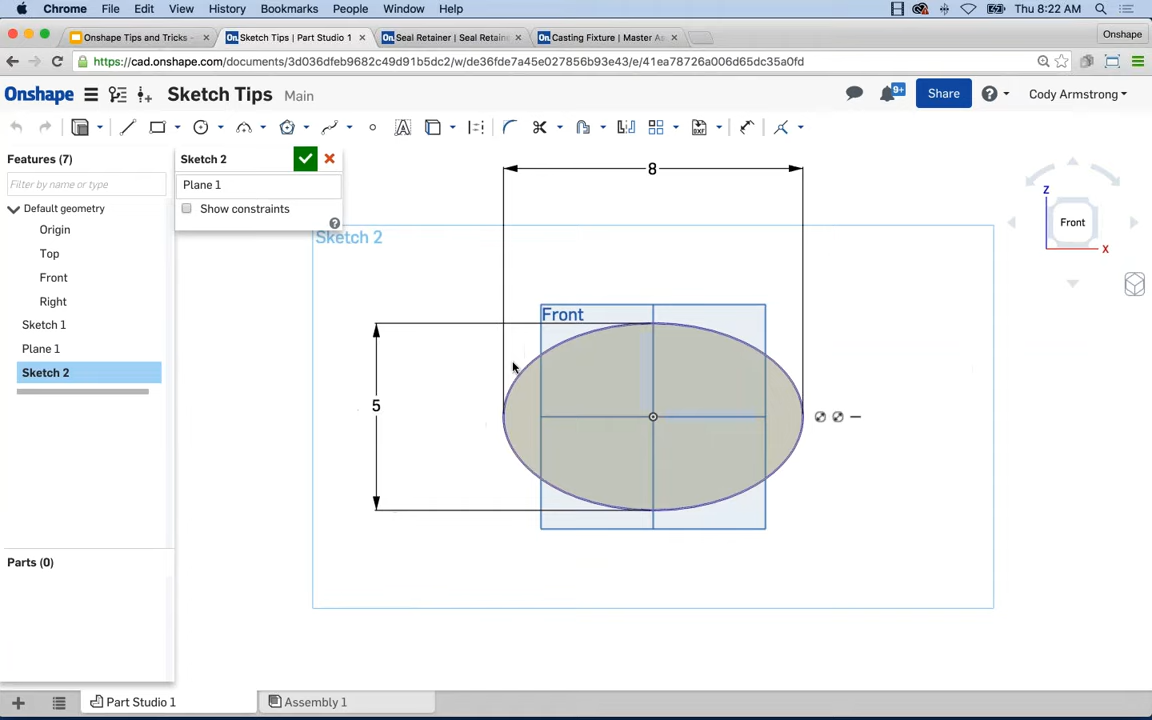 Chrome File Edit View History Bookmarks People Window Help Thu 8:22 AM
Onshape Tips and Tricks - × Sketch Tips | Part Studio 1 × Seal Retainer | Seal Retaine × Casting Fixture | Master As × Onshape
https://cad.onshape.com/documents/3d036dfeb9682c49d91b5dc2/w/de36fde7a45e027856b93e43/e/41ea78726a006d65dc35a0fd
Onshape Sketch Tips Main 9+ Share Cody Armstrong
Features (7)
Filter by name or type
Default geometry
Origin
Top
Front
Right
Sketch 1
Plane 1
Sketch 2
Parts (0)
Sketch 2
Plane 1
Show constraints
8
Sketch 2
Front
5
Z
Front
X
Part Studio 1 Assembly 1